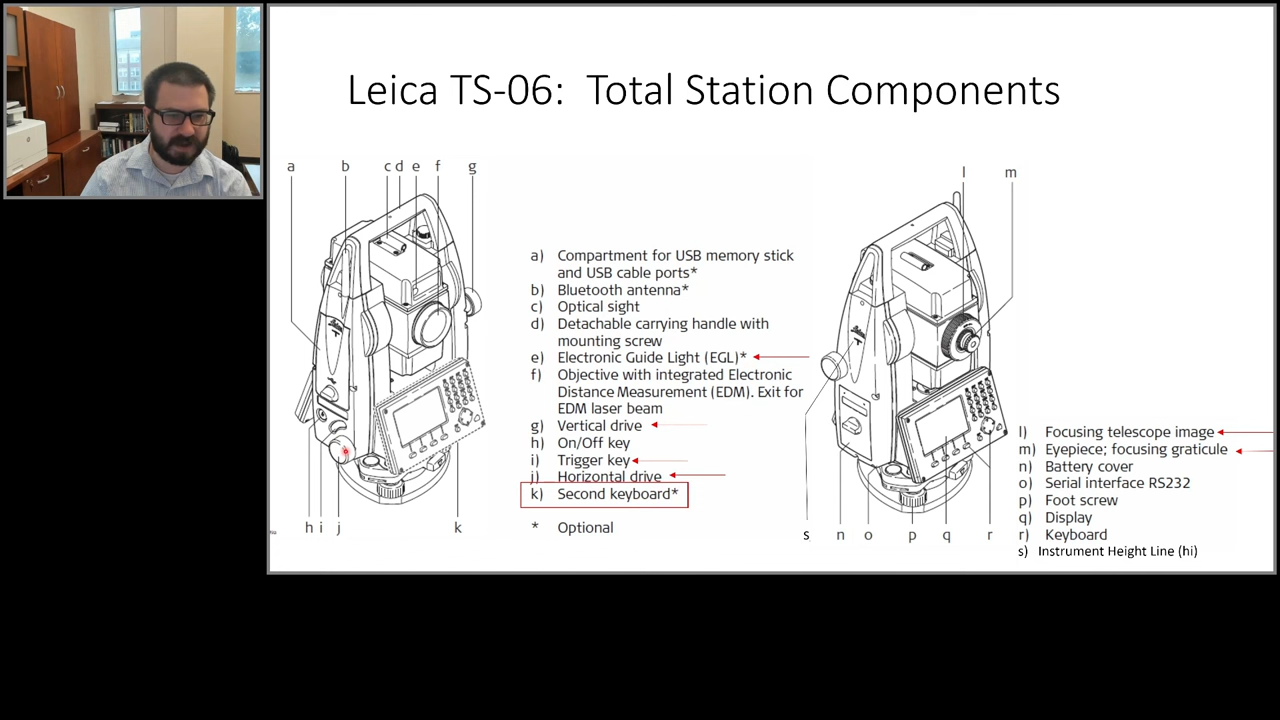 Leica TS-06: Total Station Components
a b c d e f g
l m
a) Compartment for USB memory stick
and USB cable ports*
b) Bluetooth antenna*
c) Optical sight
d) Detachable carrying handle with
mounting screw
e) Electronic Guide Light (EGL)*
f) Objective with integrated Electronic
Distance Measurement (EDM). Exit for
EDM laser beam
g) Vertical drive
h) On/Off key
i) Trigger key
j) Horizontal drive
k) Second keyboard*
* Optional
h i j k
s n o p q r
l) Focusing telescope image
m) Eyepiece; focusing graticule
n) Battery cover
o) Serial interface RS232
p) Foot screw
q) Display
r) Keyboard
s) Instrument Height Line (hi)